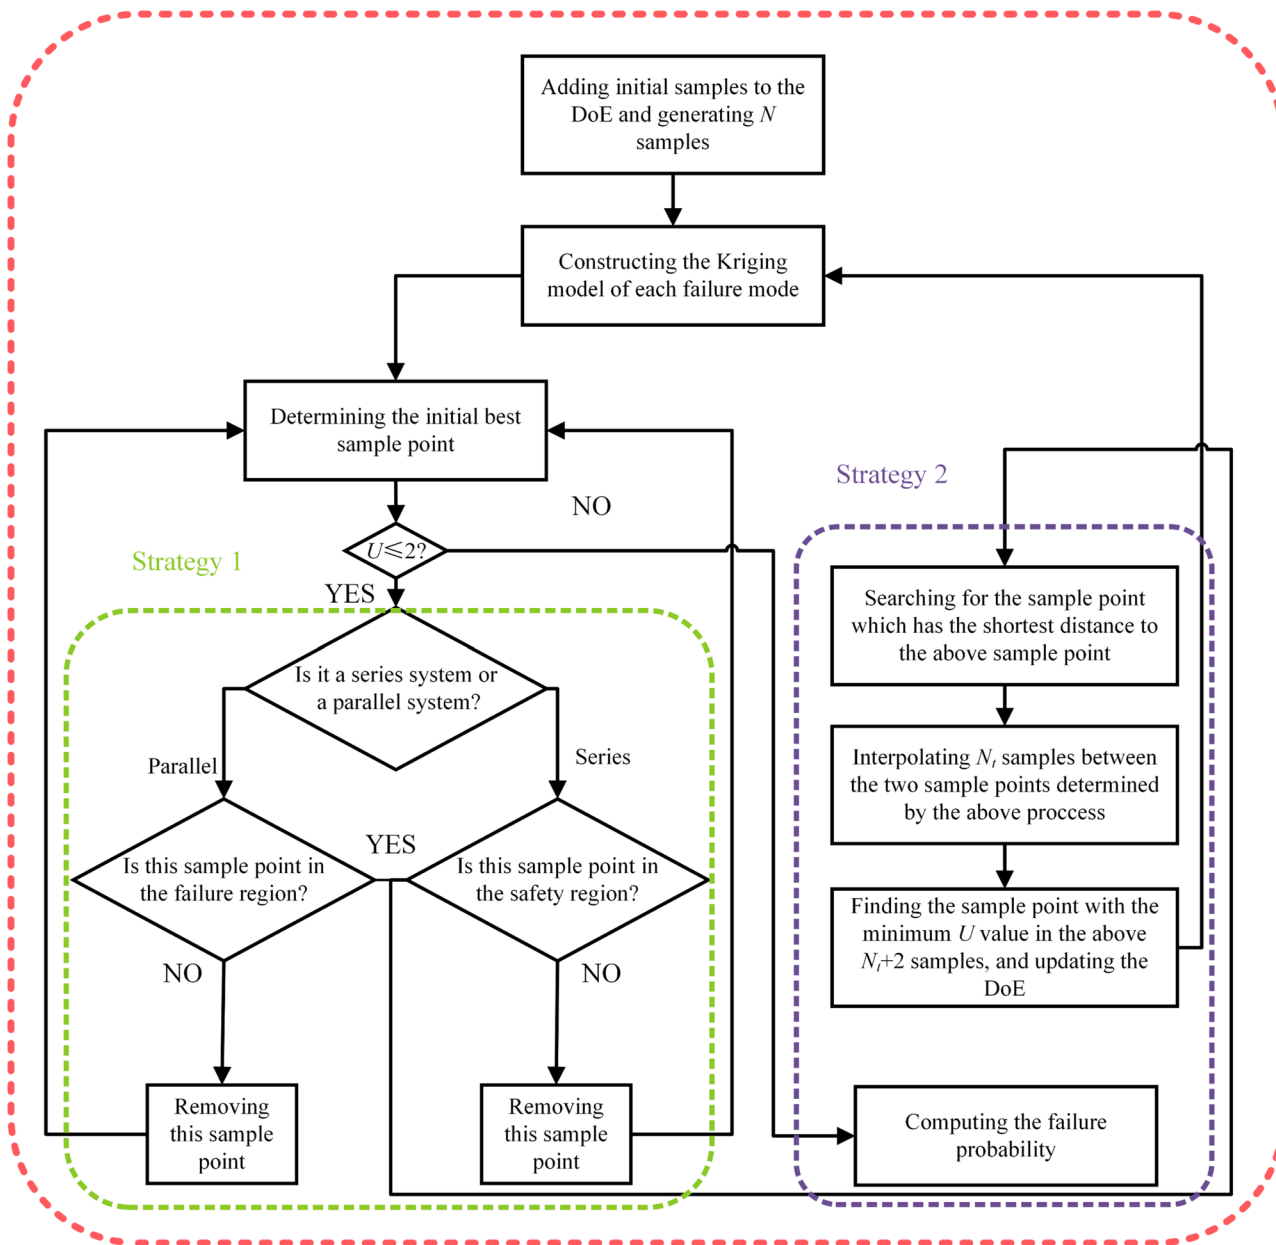 Adding initial samples to the
DoE and generating N
samples
Constructing the Kriging
model of each failure mode
Determining the initial best
sample point
NO
U⩽2?
YES
Strategy 1
Is it a series system or
a parallel system?
Parallel
Series
Is this sample point in
the failure region?
YES
Is this sample point in
the safety region?
NO
NO
Removing
this sample
point
Removing
this sample
point
Strategy 2
Searching for the sample point
which has the shortest distance to
the above sample point
Interpolating Nt samples between
the two sample points determined
by the above proccess
Finding the sample point with the
minimum U value in the above
Nt+2 samples, and updating the
DoE
Computing the failure
probability